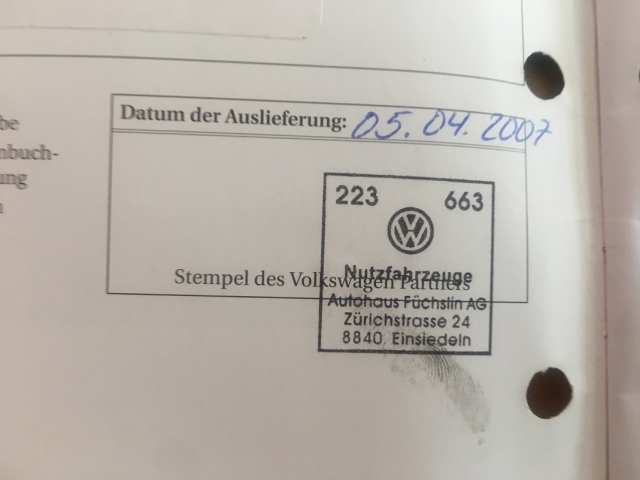 Datum der Auslieferung: 05.04.2007
be
nbuch-
ung
n
223 663
Nutzfahrzeuge
Stempel des Volkswagen Partners
Autohaus Füchslin AG
Zürichstrasse 24
8840 Einsiedeln